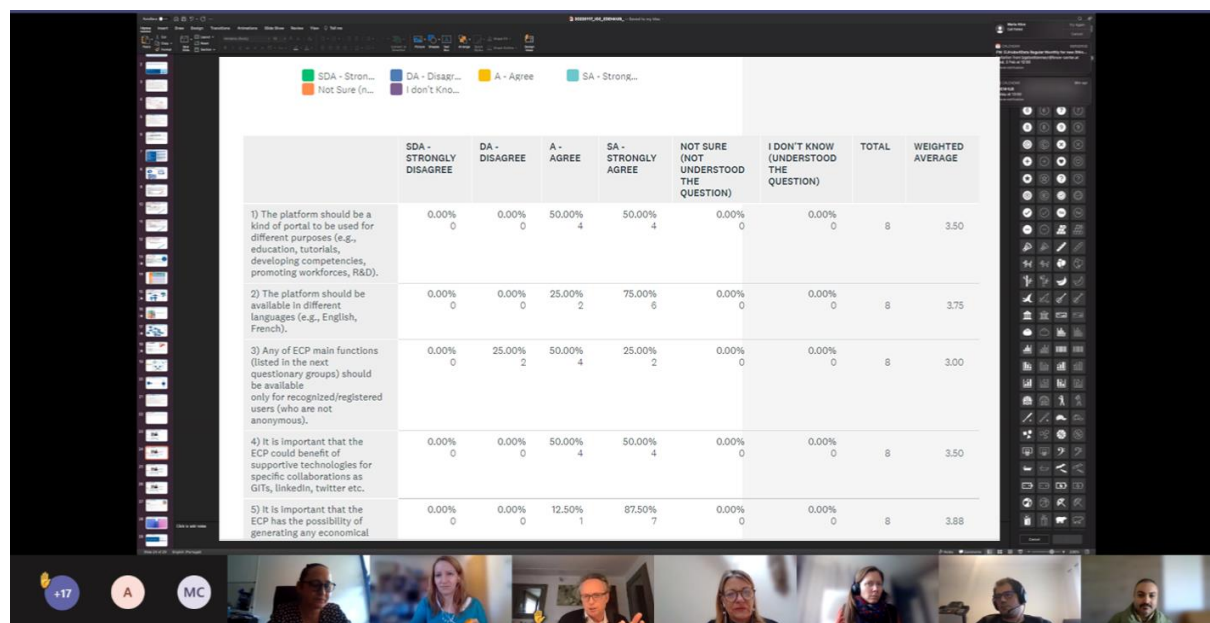 SDA - Stron...
DA - Disagr...
A - Agree
SA - Strong...
Not Sure (n...
I don't Kno...
SDA - STRONGLY DISAGREE
DA - DISAGREE
A - AGREE
SA - STRONGLY AGREE
NOT SURE (NOT UNDERSTOOD THE QUESTION)
I DON'T KNOW (UNDERSTOOD THE QUESTION)
TOTAL
WEIGHTED AVERAGE
1) The platform should be a
kind of portal to be used for
different purposes (e.g.,
education, tutorials,
developing competencies,
promoting workforces, R&D).
0.00% 0.00% 50.00% 50.00% 0.00% 0.00%
0 0 4 4 0 0 8 3.50
2) The platform should be
available in different
languages (e.g., English,
French).
0.00% 0.00% 25.00% 75.00% 0.00% 0.00%
0 0 2 6 0 0 8 3.75
3) Any of ECP main functions
(listed in the next
questionary groups) should
be available
only for recognized/registered
users (who are not
anonymous).
0.00% 25.00% 50.00% 25.00% 0.00% 0.00%
0 2 4 2 0 0 8 3.00
4) It is important that the
ECP could benefit of
supportive technologies for
specific collaborations as
GITs, linkedin, twitter etc.
0.00% 0.00% 50.00% 50.00% 0.00% 0.00%
0 0 4 4 0 0 8 3.50
5) It is important that the
ECP has the possibility of
generating any economical
0.00% 0.00% 12.50% 87.50% 0.00% 0.00%
0 0 1 7 0 0 8 3.88
+17
A
MC